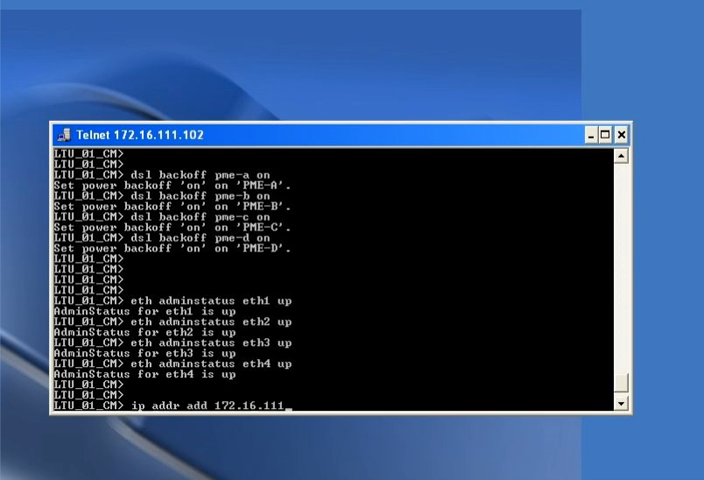 Telnet 172.16.111.102
LTU_01_CM>
LTU_01_CM>
LTU_01_CM> dsl backoff pme-a on
Set power backoff 'on' on 'PME-A'.
LTU_01_CM> dsl backoff pme-b on
Set power backoff 'on' on 'PME-B'.
LTU_01_CM> dsl backoff pme-c on
Set power backoff 'on' on 'PME-C'.
LTU_01_CM> dsl backoff pme-d on
Set power backoff 'on' on 'PME-D'.
LTU_01_CM>
LTU_01_CM>
LTU_01_CM>
LTU_01_CM>
LTU_01_CM> eth adminstatus eth1 up
AdminStatus for eth1 is up
LTU_01_CM> eth adminstatus eth2 up
AdminStatus for eth2 is up
LTU_01_CM> eth adminstatus eth3 up
AdminStatus for eth3 is up
LTU_01_CM> eth adminstatus eth4 up
AdminStatus for eth4 is up
LTU_01_CM>
LTU_01_CM>
LTU_01_CM> ip addr add 172.16.111_